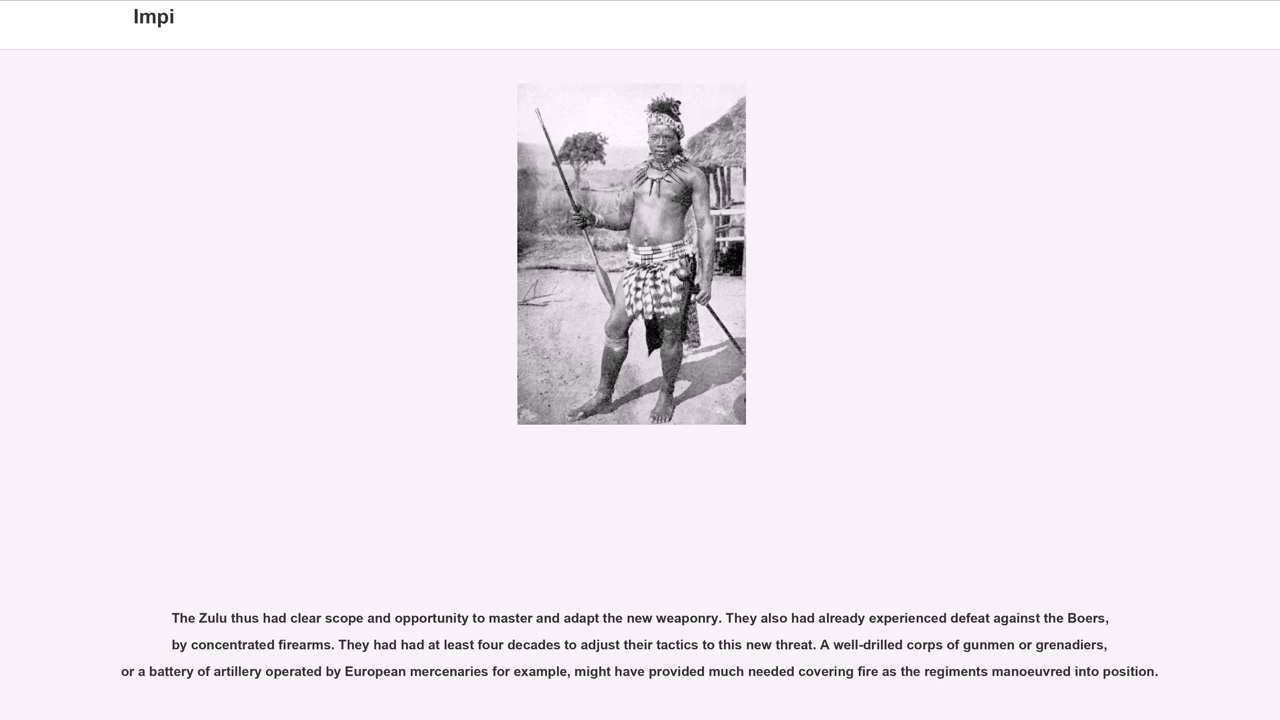 Impi
The Zulu thus had clear scope and opportunity to master and adapt the new weaponry. They also had already experienced defeat against the Boers,
by concentrated firearms. They had had at least four decades to adjust their tactics to this new threat. A well-drilled corps of gunmen or grenadiers,
or a battery of artillery operated by European mercenaries for example, might have provided much needed covering fire as the regiments manoeuvred into position.